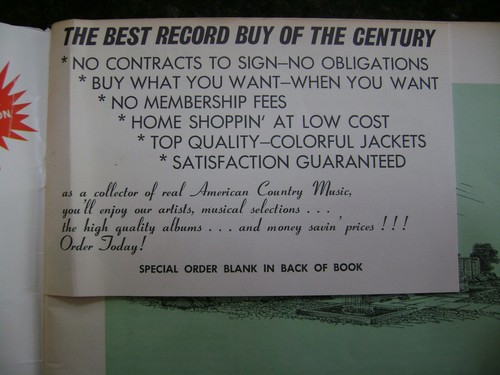 THE BEST RECORD BUY OF THE CENTURY
* NO CONTRACTS TO SIGN–NO OBLIGATIONS
* BUY WHAT YOU WANT–WHEN YOU WANT
* NO MEMBERSHIP FEES
* HOME SHOPPIN' AT LOW COST
* TOP QUALITY–COLORFUL JACKETS
* SATISFACTION GUARANTEED
as a collector of real American Country Music,
you'll enjoy our artists, musical selections . . .
the high quality albums . . . and money savin' prices ! ! !
Order Today!
SPECIAL ORDER BLANK IN BACK OF BOOK